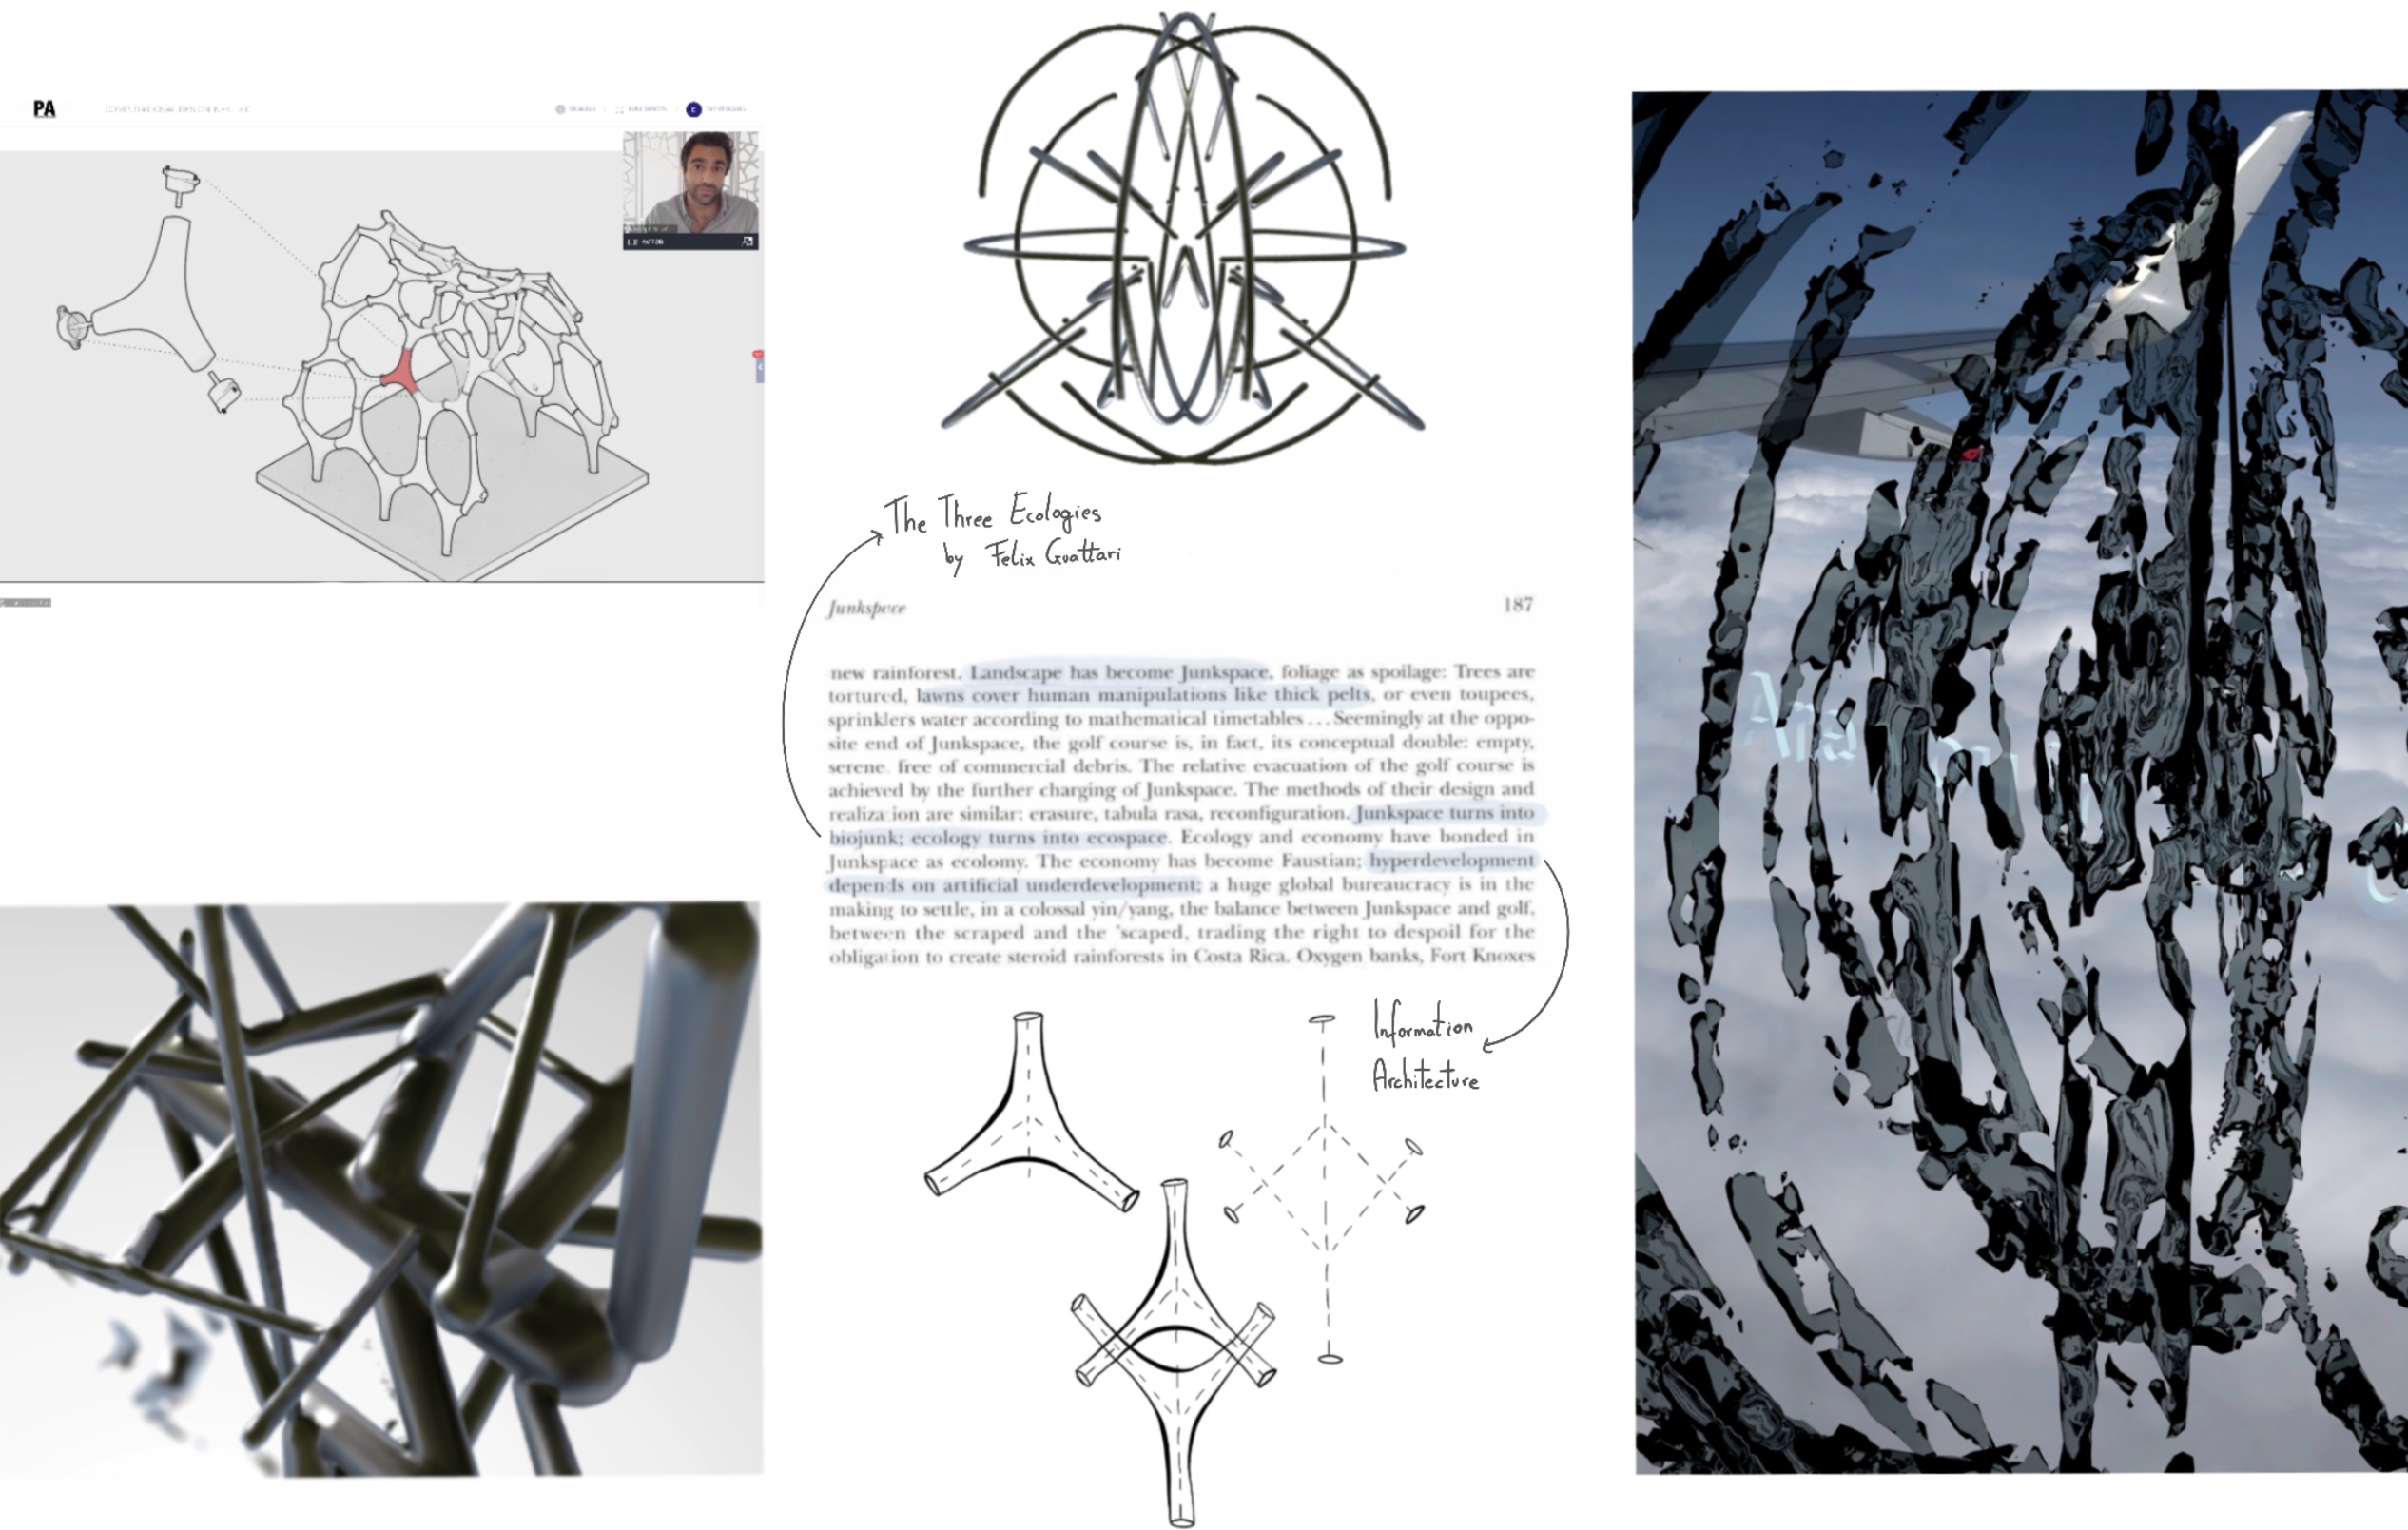 PA
COMPUTATIONAL DESIGN
The Three Ecologies
by Felix Guattari
Junkspace 187
new rainforest. Landscape has become Junkspace, foliage as spoilage: Trees are
tortured, lawns cover human manipulations like thick pelts, or even toupees,
sprinklers water according to mathematical timetables . . . Seemingly at the oppo-
site end of Junkspace, the golf course is, in fact, its conceptual double: empty,
serene, free of commercial debris. The relative evacuation of the golf course is
achieved by the further charging of Junkspace. The methods of their design and
realization are similar: erasure, tabula rasa, reconfiguration. Junkspace turns into
biojunk; ecology turns into ecospace. Ecology and economy have bonded in
Junkspace as ecolomy. The economy has become Faustian; hyperdevelopment
depends on artificial underdevelopment; a huge global bureaucracy is in the
making to settle, in a colossal yin/yang, the balance between Junkspace and golf,
between the scraped and the 'scaped, trading the right to despoil for the
obligation to create steroid rainforests in Costa Rica. Oxygen banks, Fort Knoxes
Information
Architecture